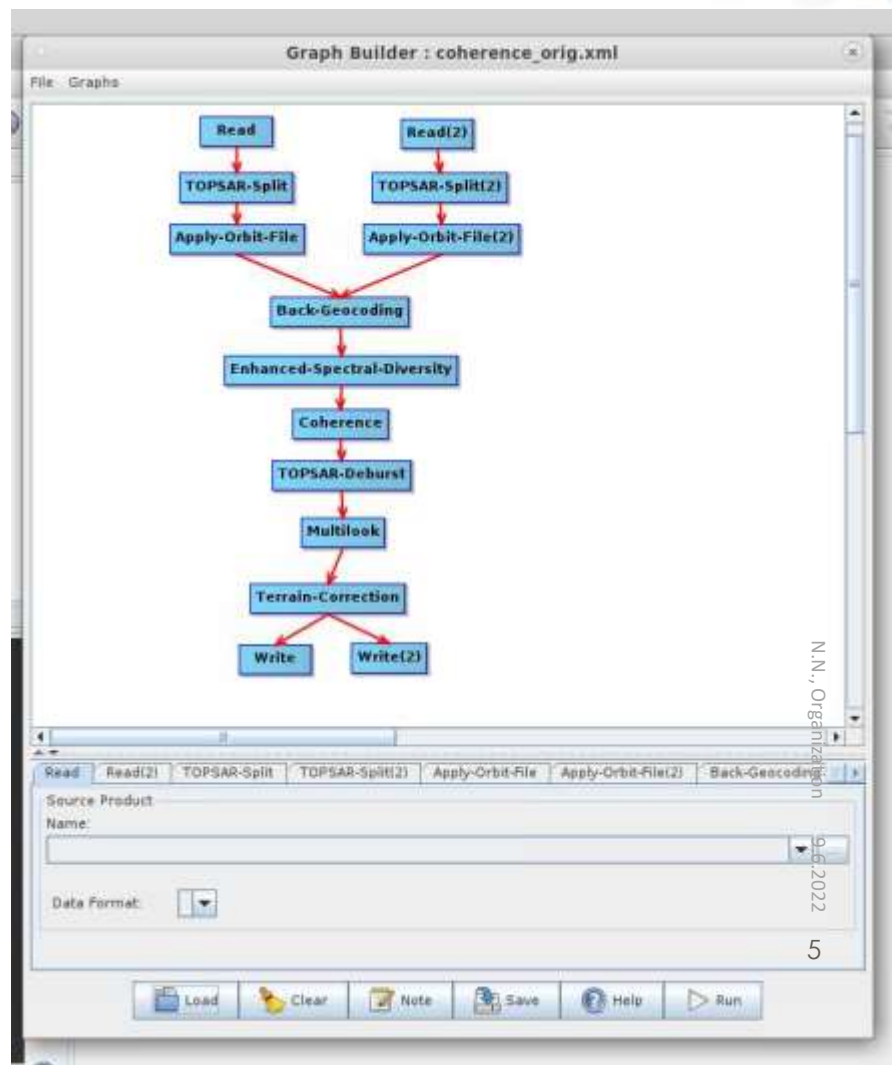 Graph Builder : coherence_orig.xml
File Graphs
Read Read(2)
TOPSAR-Split TOPSAR-Split(2)
Apply-Orbit-File Apply-Orbit-File(2)
Back-Geocoding
Enhanced-Spectral-Diversity
Coherence
TOPSAR-Deburst
Multilook
Terrain-Correction
Write Write(2)
Read Read(2) TOPSAR-Split TOPSAR-Split(2) Apply-Orbit-File Apply-Orbit-File(2) Back-Geocoding
Source Product
Name:
Data Format:
Load Clear Note Save Help Run
N.N., Organization 9.6.2022
5